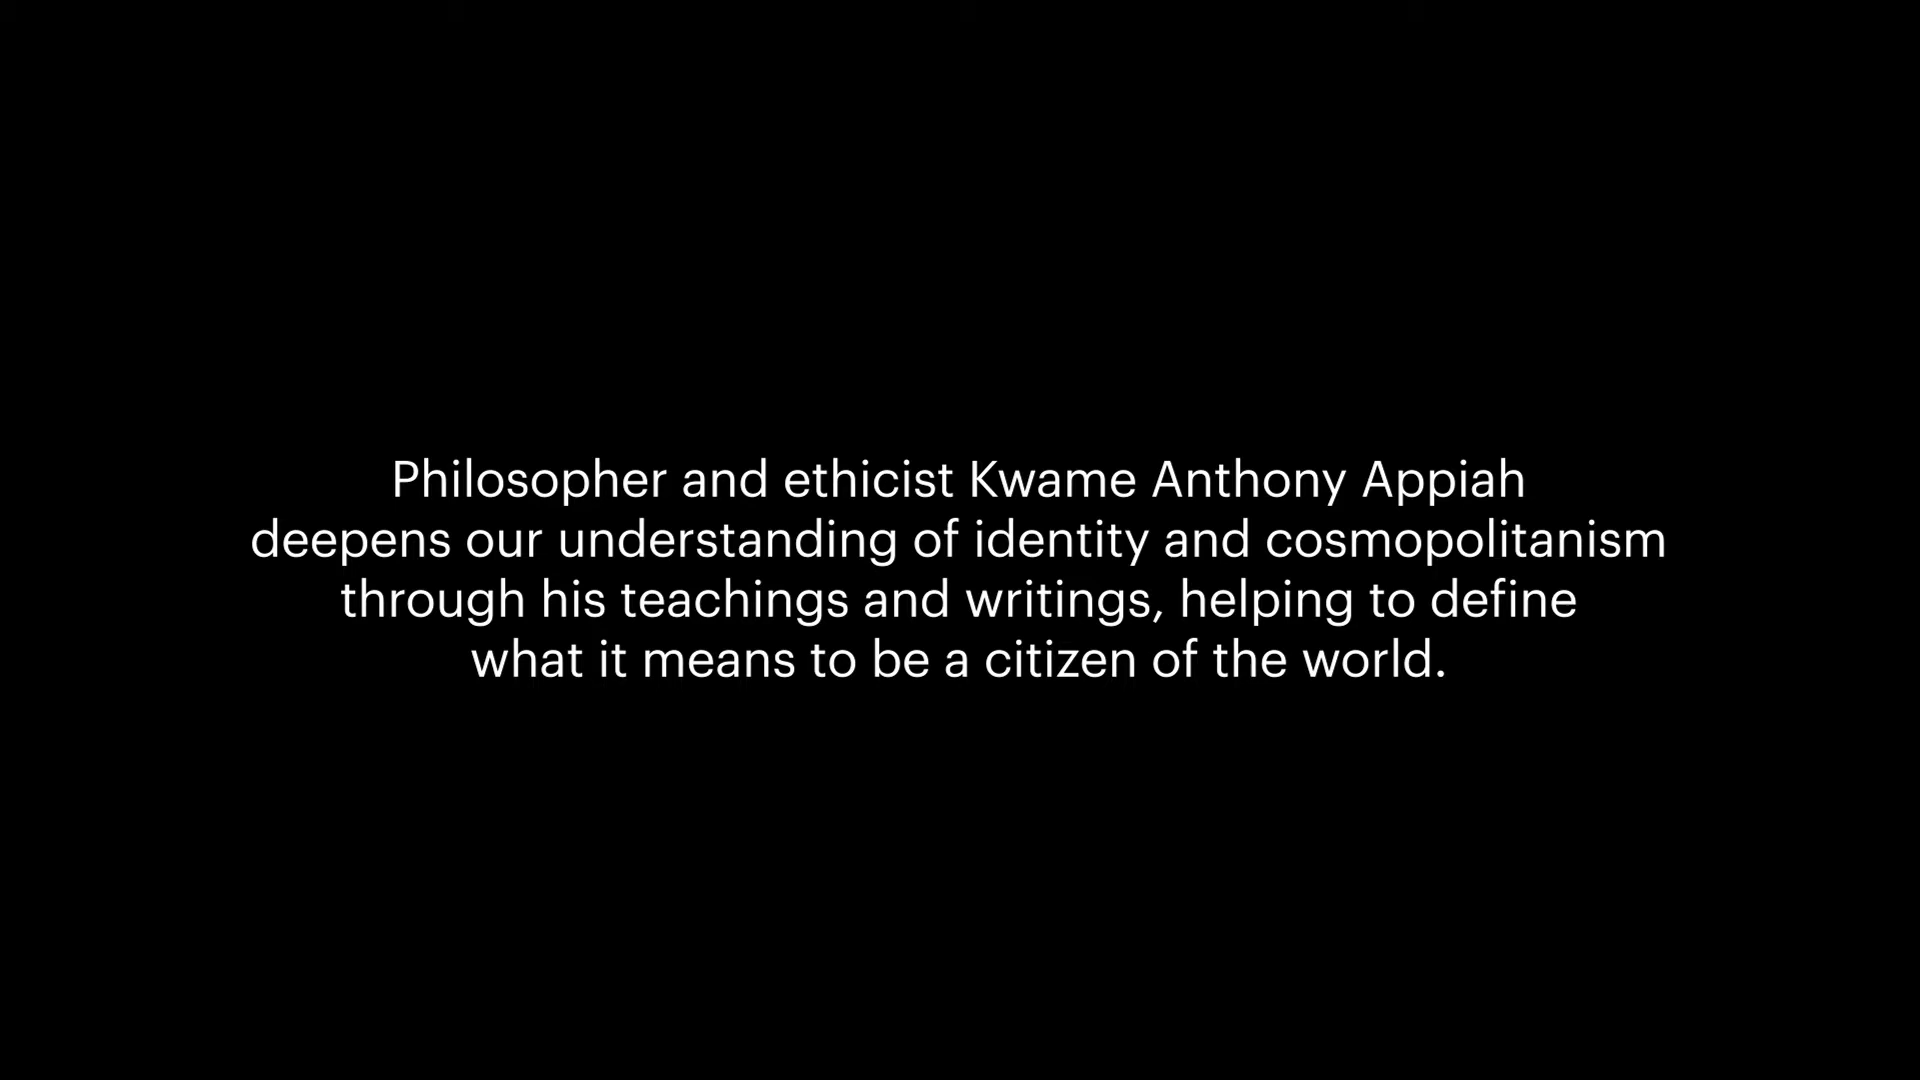 Philosopher and ethicist Kwame Anthony Appiah
deepens our understanding of identity and cosmopolitanism
through his teachings and writings, helping to define
what it means to be a citizen of the world.